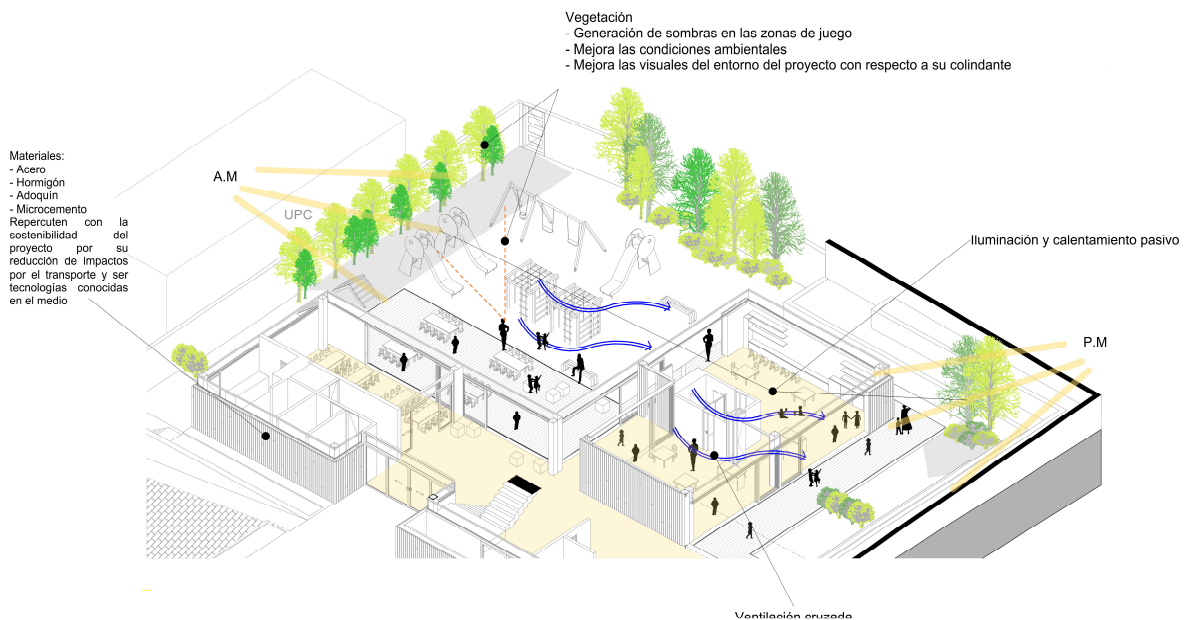 Vegetación
- Generación de sombras en las zonas de juego
- Mejora las condiciones ambientales
- Mejora las visuales del entorno del proyecto con respecto a su colindante
Materiales:
- Acero
- Hormigón
- Adoquín
- Microcemento
Repercuten con la
sostenibilidad del
proyecto por su
reducción de impactos
por el transporte y ser
tecnologías conocidas
en el medio
A.M
UPC
Iluminación y calentamiento pasivo
P.M
Ventilación cruzada